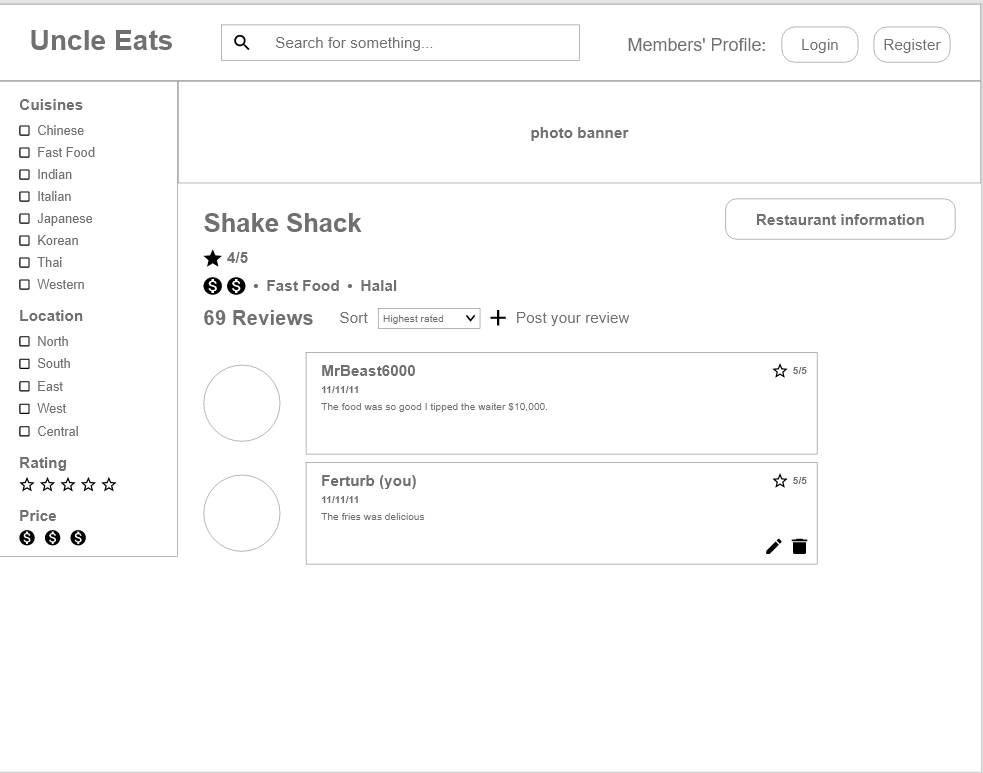 Uncle Eats
Search for something...
Members' Profile:
Login
Register
Cuisines
Chinese
Fast Food
Indian
Italian
Japanese
Korean
Thai
Western
Location
North
South
East
West
Central
Rating
Price
photo banner
Shake Shack
Restaurant information
4/5
• Fast Food • Halal
69 Reviews
Sort
Highest rated
Post your review
MrBeast6000
5/5
11/11/11
The food was so good I tipped the waiter $10,000.
Ferturb (you)
5/5
11/11/11
The fries was delicious